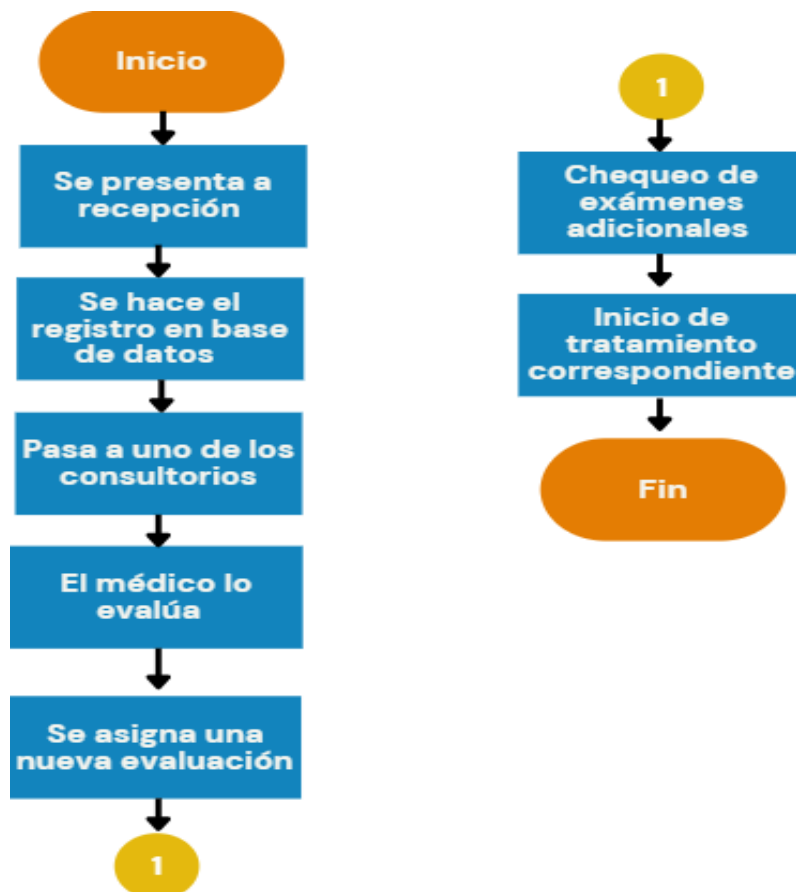 Inicio
Se presenta a
recepción
Se hace el
registro en base
de datos
Pasa a uno de los
consultorios
El médico lo
evalúa
Se asigna una
nueva evaluación
1
1
Chequeo de
exámenes
adicionales
Inicio de
tratamiento
correspondiente
Fin